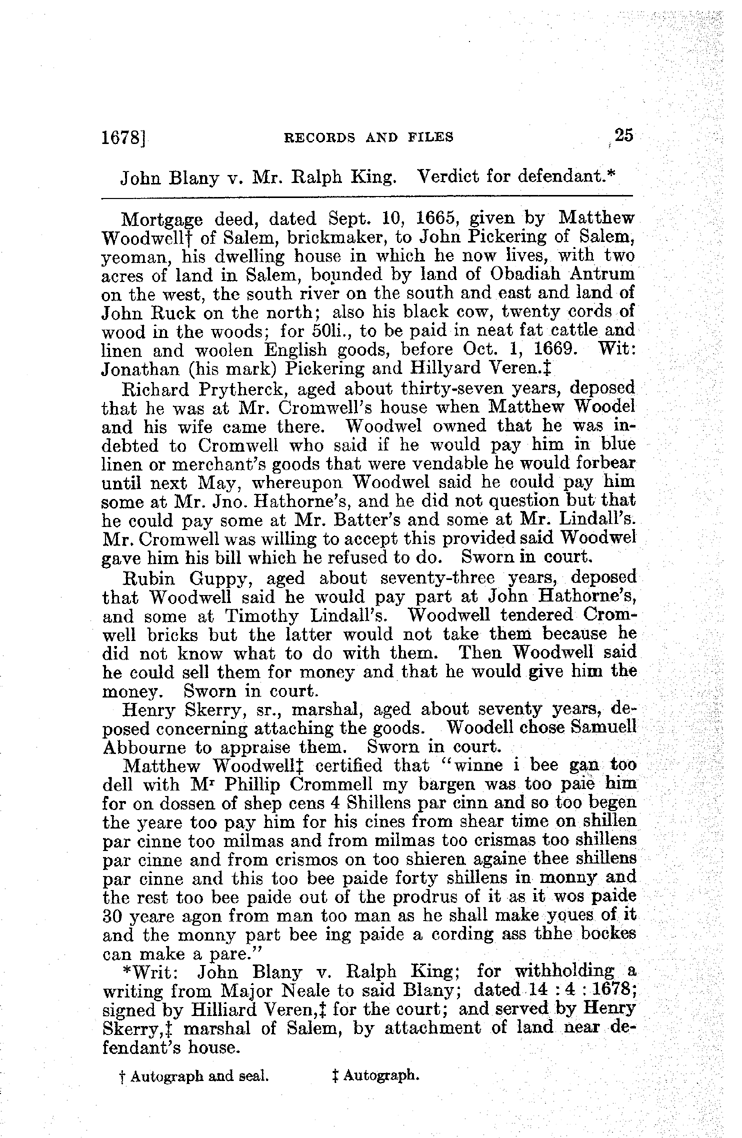 1678] RECORDS AND FILES 25
John Blany v. Mr. Ralph King. Verdict for defendant.*
Mortgage deed, dated Sept. 10, 1665, given by Matthew
Woodwell† of Salem, brickmaker, to John Pickering of Salem,
yeoman, his dwelling house in which he now lives, with two
acres of land in Salem, bounded by land of Obadiah Antrum
on the west, the south river on the south and east and land of
John Ruck on the north; also his black cow, twenty cords of
wood in the woods; for 50li., to be paid in neat fat cattle and
linen and woolen English goods, before Oct. 1, 1669. Wit:
Jonathan (his mark) Pickering and Hillyard Veren.‡
Richard Prytherck, aged about thirty-seven years, deposed
that he was at Mr. Cromwell's house when Matthew Woodel
and his wife came there. Woodwel owned that he was in-
debted to Cromwell who said if he would pay him in blue
linen or merchant's goods that were vendable he would forbear
until next May, whereupon Woodwel said he could pay him
some at Mr. Jno. Hathorne's, and he did not question but that
he could pay some at Mr. Batter's and some at Mr. Lindall's.
Mr. Cromwell was willing to accept this provided said Woodwel
gave him his bill which he refused to do. Sworn in court.
Rubin Guppy, aged about seventy-three years, deposed
that Woodwell said he would pay part at John Hathorne's,
and some at Timothy Lindall's. Woodwell tendered Crom-
well bricks but the latter would not take them because he
did not know what to do with them. Then Woodwell said
he could sell them for money and that he would give him the
money. Sworn in court.
Henry Skerry, sr., marshal, aged about seventy years, de-
posed concerning attaching the goods. Woodell chose Samuell
Abbourne to appraise them. Sworn in court.
Matthew Woodwell‡ certified that "winne i bee gan too
dell with Mʳ Phillip Crommell my bargen was too paie him
for on dossen of shep cens 4 Shillens par cinn and so too begen
the yeare too pay him for his cines from shear time on shillen
par cinne too milmas and from milmas too crismas too shillens
par cinne and from crismos on too shieren againe thee shillens
par cinne and this too bee paide forty shillens in monny and
the rest too bee paide out of the prodrus of it as it wos paide
30 yeare agon from man too man as he shall make yques of it
and the monny part bee ing paide a cording ass thhe bockes
can make a pare."
*Writ: John Blany v. Ralph King; for withholding a
writing from Major Neale to said Blany; dated 14 : 4 : 1678;
signed by Hilliard Veren,‡ for the court; and served by Henry
Skerry,‡ marshal of Salem, by attachment of land near de-
fendant's house.
† Autograph and seal. ‡ Autograph.